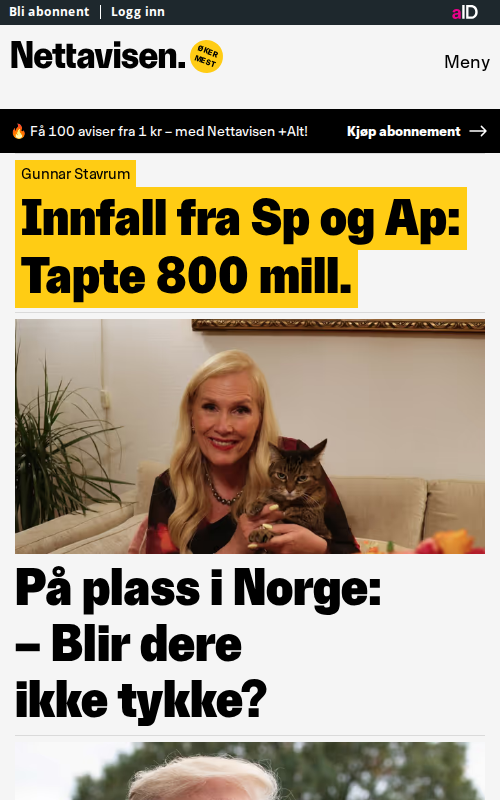 Bli abonnent | Logg inn
aID
Nettavisen.
ØKER
MEST
Meny
🔥 Få 100 aviser fra 1 kr – med Nettavisen +Alt!
Kjøp abonnement →
Gunnar Stavrum
Innfall fra Sp og Ap:
Tapte 800 mill.
På plass i Norge:
– Blir dere
ikke tykke?